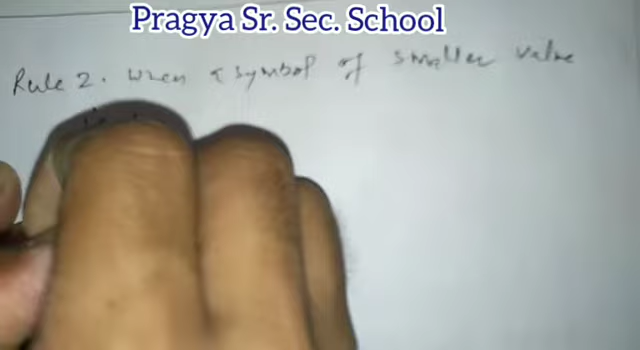 Pragya Sr. Sec. School
Rule 2. When a symbol of smaller value